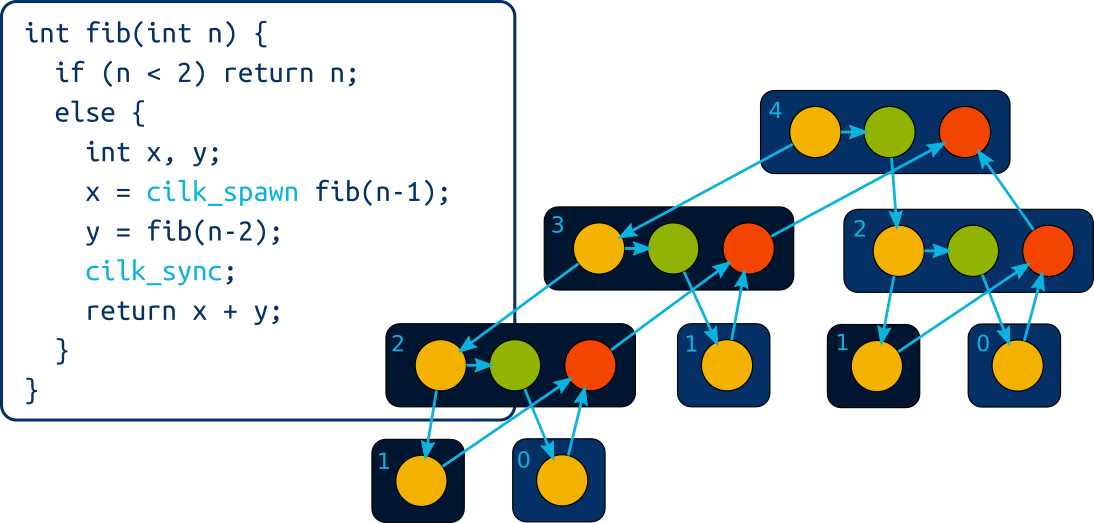 int fib(int n) {
  if (n < 2) return n;
  else {
    int x, y;
    x = cilk_spawn fib(n-1);
    y = fib(n-2);
    cilk_sync;
    return x + y;
  }
}
4
3
2
2
1
1
0
1
0